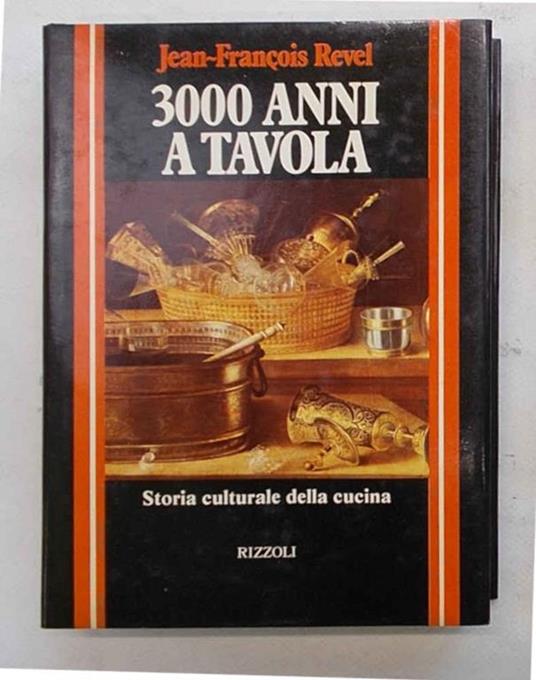 Jean-François Revel
3000 ANNI
A TAVOLA
Storia culturale della cucina
RIZZOLI